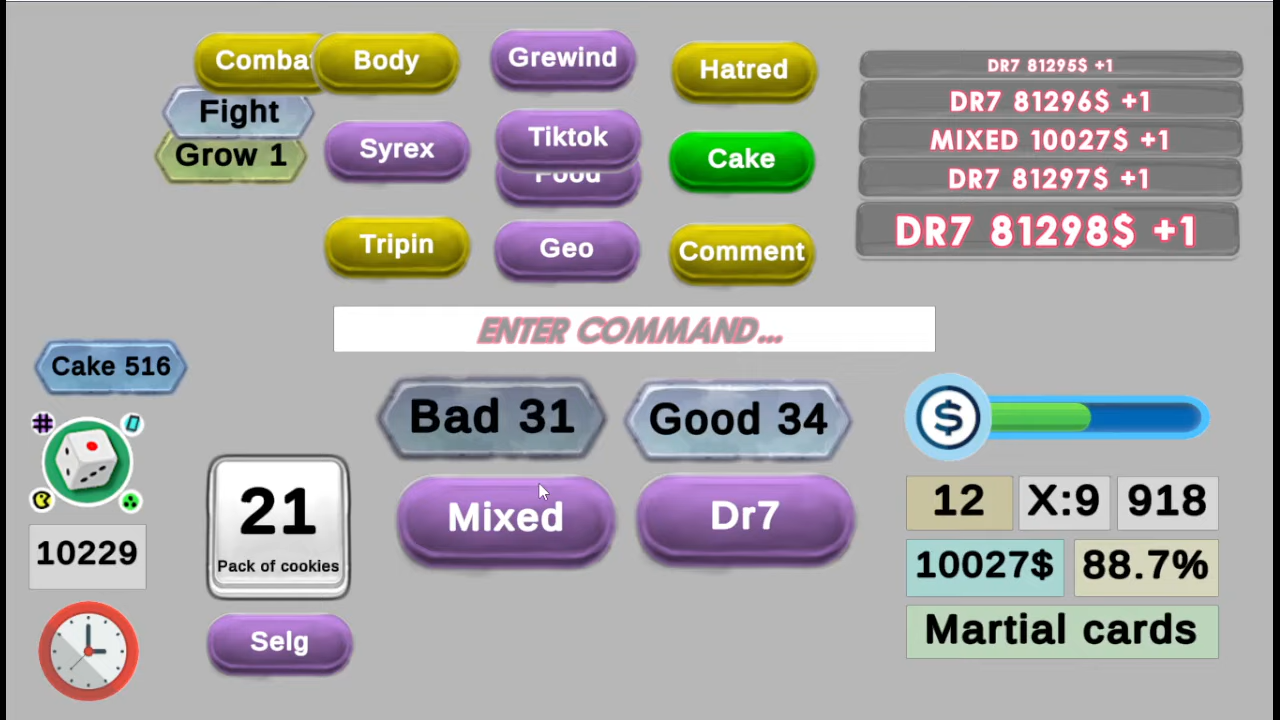 Combat
Body
Grewind
Hatred
Fight
Grow 1
Syrex
Tiktok
Food
Cake
Tripin
Geo
Comment
DR7 81295$ +1
DR7 81296$ +1
MIXED 10027$ +1
DR7 81297$ +1
DR7 81298$ +1
ENTER COMMAND...
Cake 516
10229
21
Pack of cookies
Selg
Bad 31
Good 34
Mixed
Dr7
$
12
X:9
918
10027$
88.7%
Martial cards